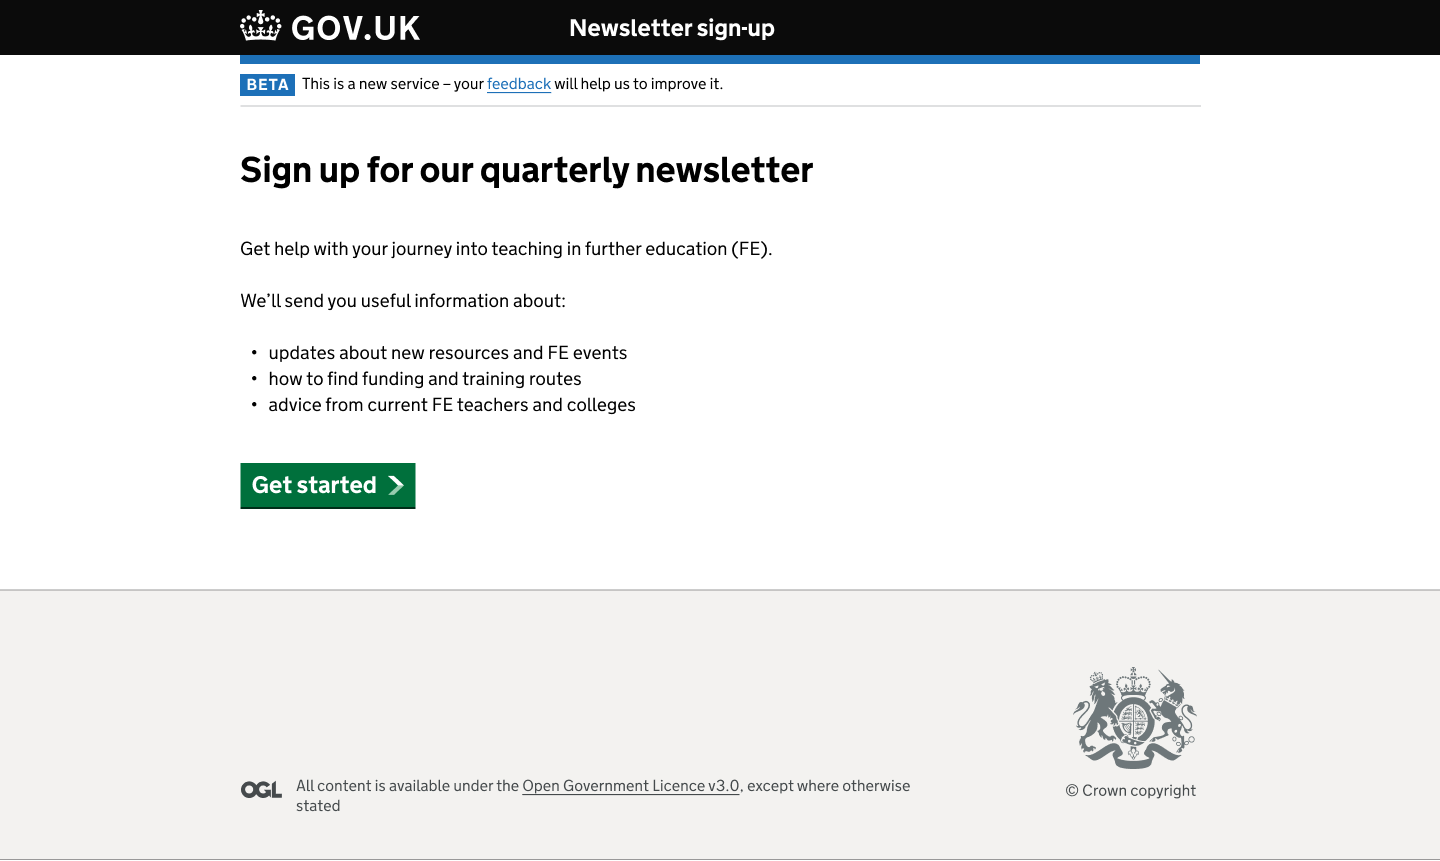 GOV.UK
Newsletter sign-up
BETA This is a new service – your feedback will help us to improve it.
Sign up for our quarterly newsletter
Get help with your journey into teaching in further education (FE).
We’ll send you useful information about:
• updates about new resources and FE events
• how to find funding and training routes
• advice from current FE teachers and colleges
Get started
OGL All content is available under the Open Government Licence v3.0, except where otherwise
stated
© Crown copyright